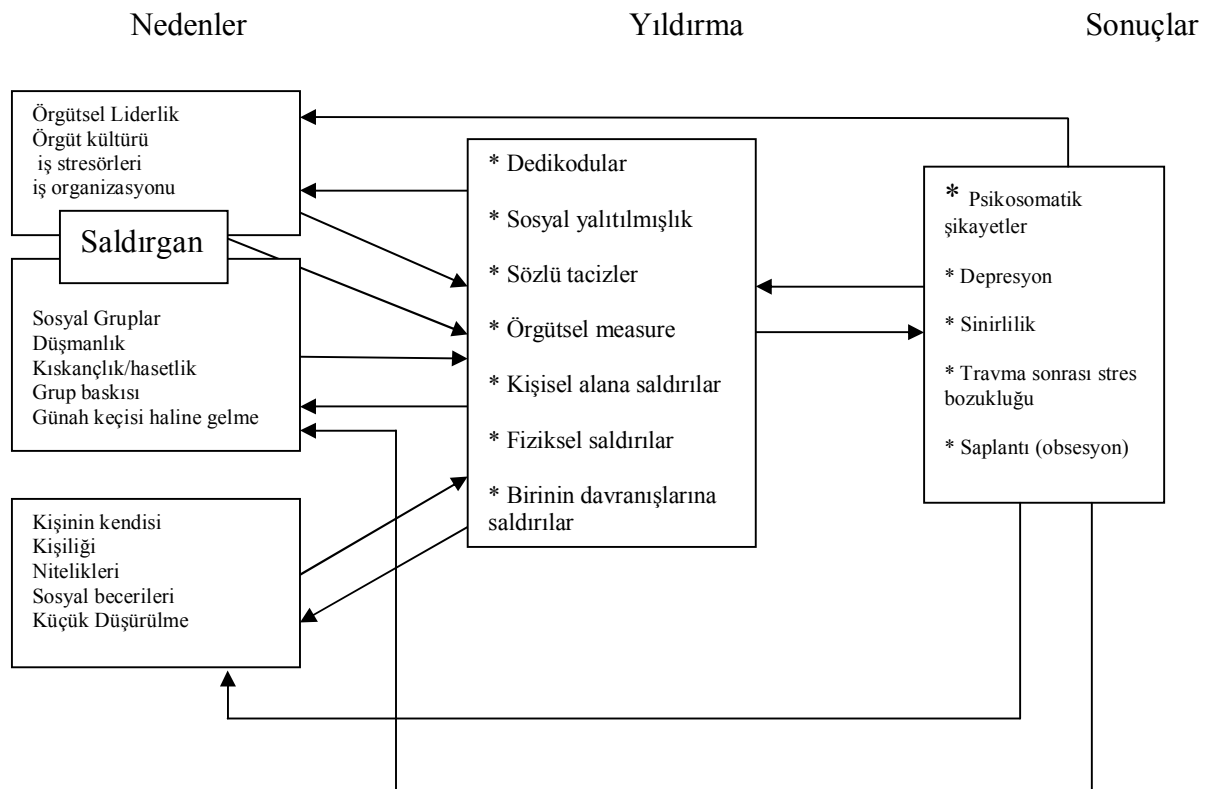 Nedenler
Yıldırma
Sonuçlar
Örgütsel Liderlik
Örgüt kültürü
iş stresörleri
iş organizasyonu
Saldırgan
Sosyal Gruplar
Düşmanlık
Kıskançlık/hasetlik
Grup baskısı
Günah keçisi haline gelme
Kişinin kendisi
Kişiliği
Nitelikleri
Sosyal becerileri
Küçük Düşürülme
* Dedikodular
* Sosyal yalıtılmışlık
* Sözlü tacizler
* Örgütsel measure
* Kişisel alana saldırılar
* Fiziksel saldırılar
* Birinin davranışlarına
saldırılar
* Psikosomatik
şikayetler
* Depresyon
* Sinirlilik
* Travma sonrası stres
bozukluğu
* Saplantı (obsesyon)